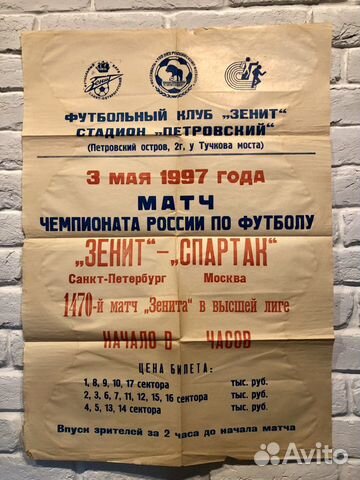 Зенит
ФУТБОЛЬНЫЙ КЛУБ „ЗЕНИТ"
СТАДИОН „ПЕТРОВСКИЙ"
(Петровский остров, 2г, у Тучкова моста)
3 МАЯ 1997 ГОДА
МАТЧ
ЧЕМПИОНАТА РОССИИ ПО ФУТБОЛУ
„ЗЕНИТ" – „СПАРТАК"
Санкт-Петербург Москва
1470-й матч „Зенита" в высшей лиге
НАЧАЛО В ЧАСОВ
ЦЕНА БИЛЕТА:
1, 8, 9, 10, 17 сектора тыс. руб.
2, 3, 6, 7, 11, 12, 15, 16 сектора тыс. руб.
4, 5, 13, 14 сектора тыс. руб.
Впуск зрителей за 2 часа до начала матча
Avito